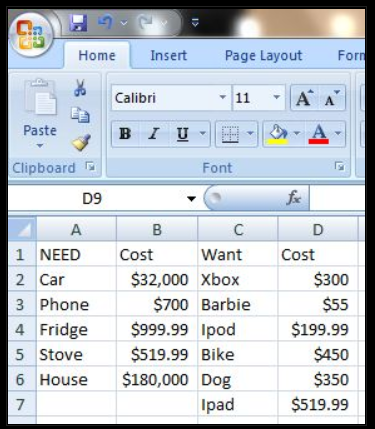 Home Insert Page Layout Form
Calibri 11 A A
Paste B I U A
Clipboard Font
D9 fx
A B C D
1 NEED Cost Want Cost
2 Car $32,000 Xbox $300
3 Phone $700 Barbie $55
4 Fridge $999.99 Ipod $199.99
5 Stove $519.99 Bike $450
6 House $180,000 Dog $350
7 Ipad $519.99